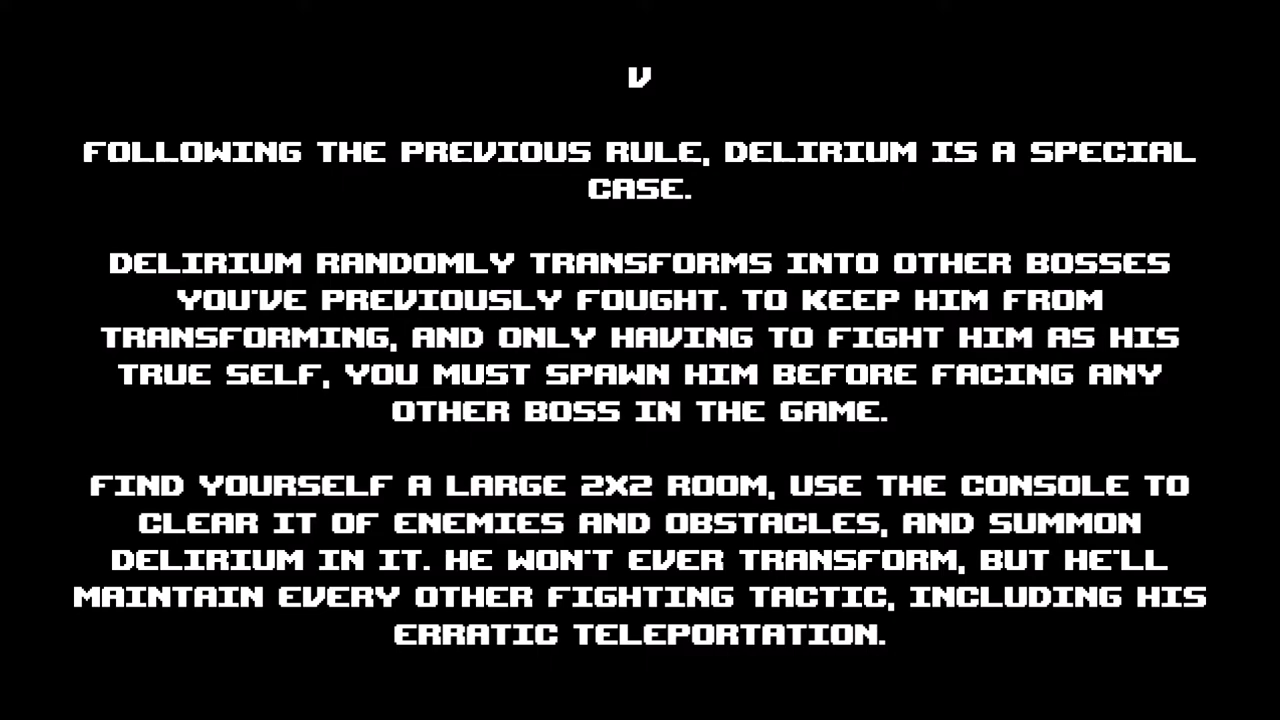 V
FOLLOWING THE PREVIOUS RULE, DELIRIUM IS A SPECIAL
CASE.
DELIRIUM RANDOMLY TRANSFORMS INTO OTHER BOSSES
YOU'VE PREVIOUSLY FOUGHT. TO KEEP HIM FROM
TRANSFORMING, AND ONLY HAVING TO FIGHT HIM AS HIS
TRUE SELF, YOU MUST SPAWN HIM BEFORE FACING ANY
OTHER BOSS IN THE GAME.
FIND YOURSELF A LARGE 2X2 ROOM, USE THE CONSOLE TO
CLEAR IT OF ENEMIES AND OBSTACLES, AND SUMMON
DELIRIUM IN IT. HE WON'T EVER TRANSFORM, BUT HE'LL
MAINTAIN EVERY OTHER FIGHTING TACTIC, INCLUDING HIS
ERRATIC TELEPORTATION.